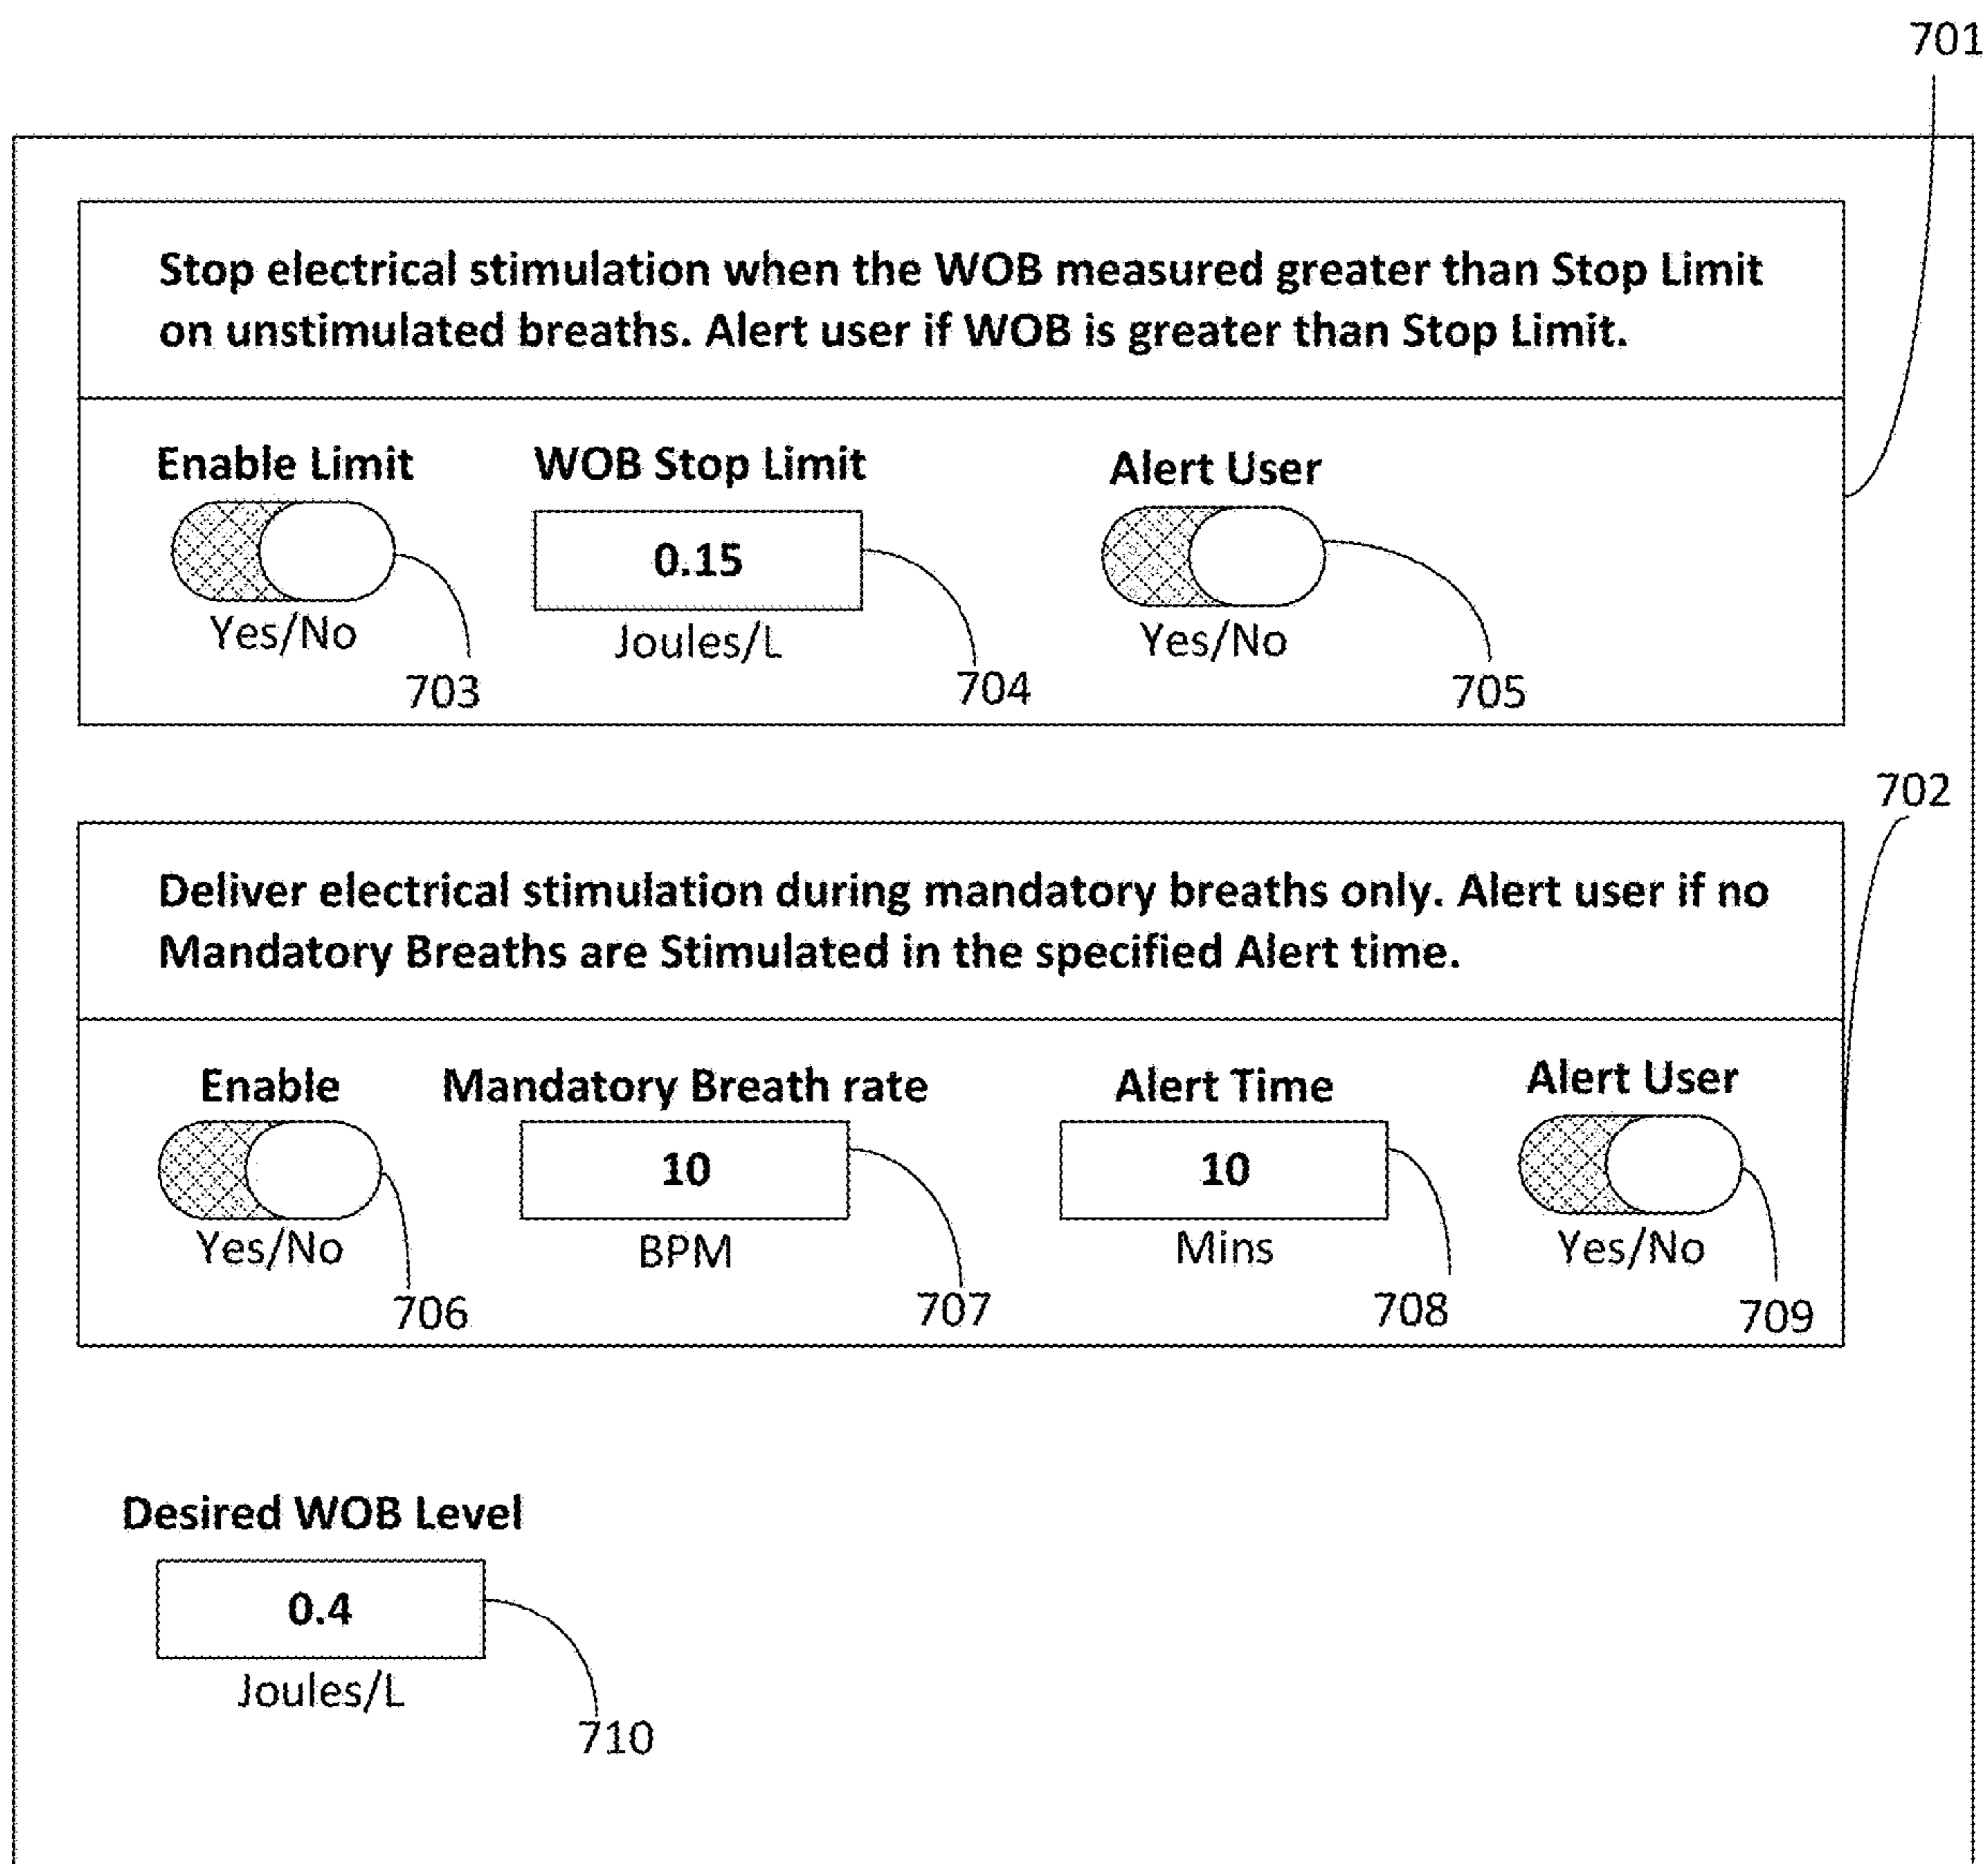 701
Stop electrical stimulation when the WOB measured greater than Stop Limit
on unstimulated breaths. Alert user if WOB is greater than Stop Limit.
Enable Limit WOB Stop Limit Alert User
0.15
Yes/No Joules/L Yes/No
703 704 705
702
Deliver electrical stimulation during mandatory breaths only. Alert user if no
Mandatory Breaths are Stimulated in the specified Alert time.
Enable Mandatory Breath rate Alert Time Alert User
10 10
Yes/No BPM Mins Yes/No
706 707 708 709
Desired WOB Level
0.4
Joules/L
710